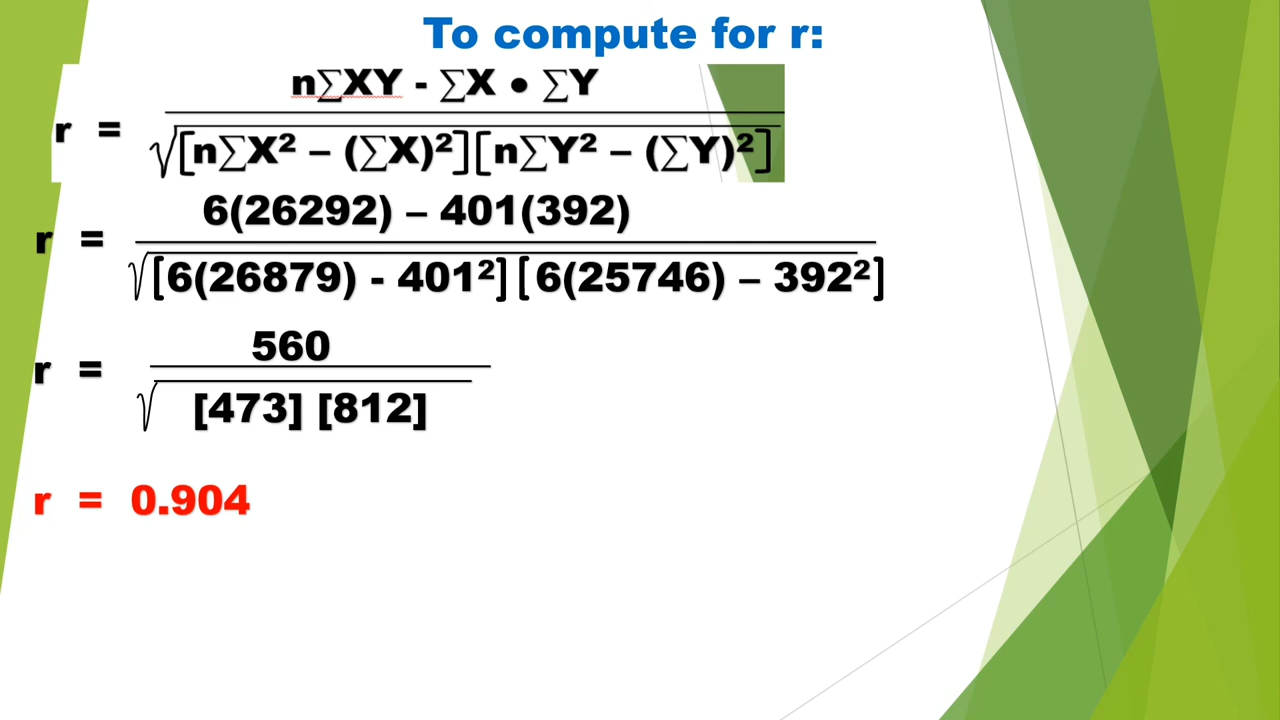 To compute for r:
n∑XY - ∑X • ∑Y
r =
√[n∑X² – (∑X)²][n∑Y² – (∑Y)²]
6(26292) – 401(392)
r =
√[6(26879) - 401²][6(25746) – 392²]
560
r =
√ [473] [812]
r = 0.904